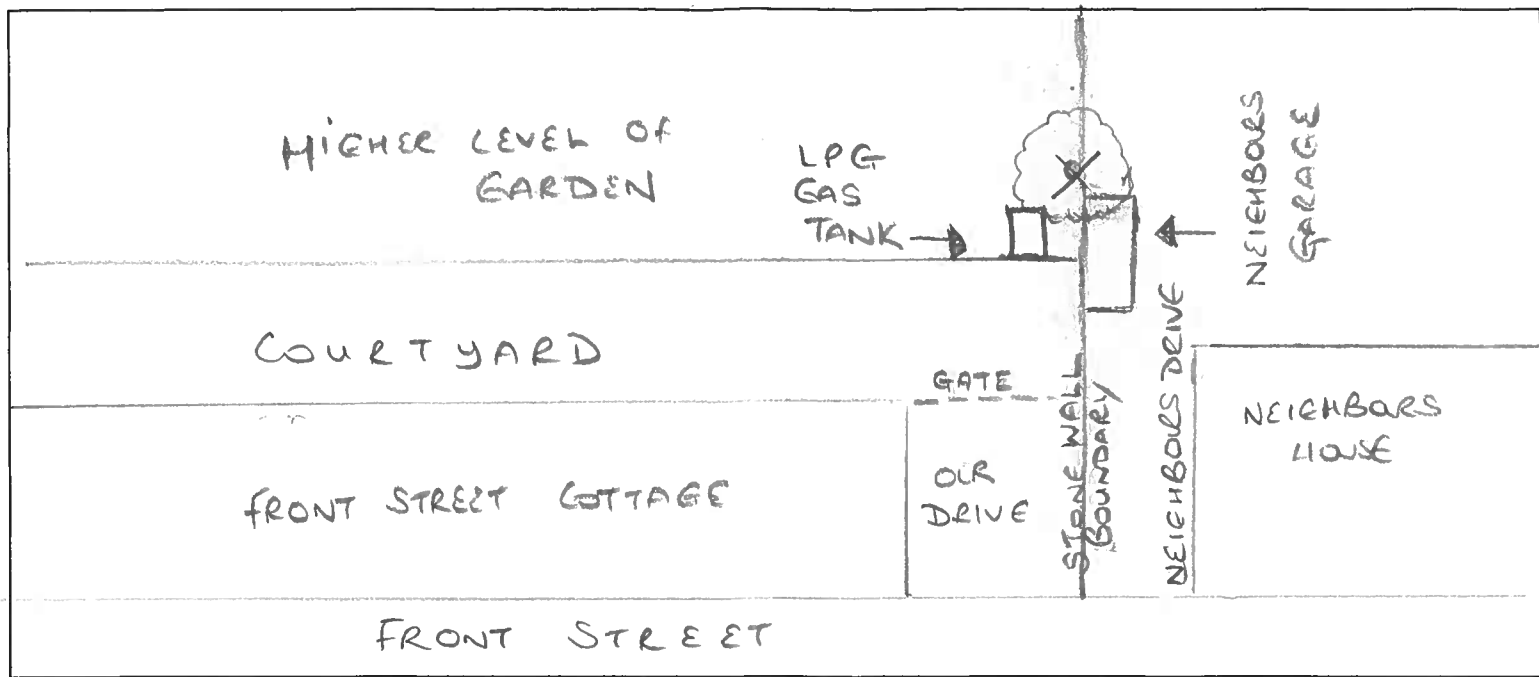 HIGHER LEVEL OF
GARDEN
LPG
GAS
TANK
NEIGHBORS
GARAGE
COURTYARD
GATE
STONE WALL
BOUNDARY
NEIGHBORS DRIVE
NEIGHBORS
HOUSE
FRONT STREET COTTAGE
OUR
DRIVE
FRONT STREET